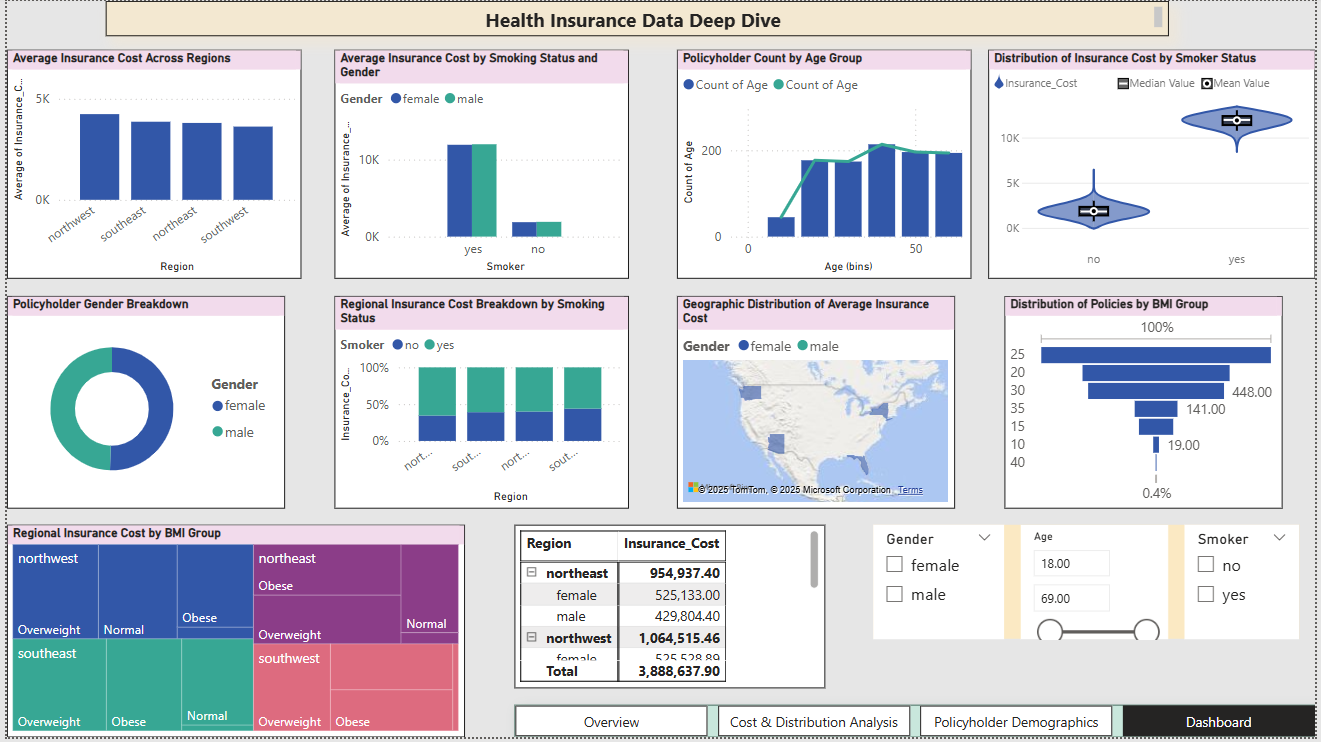 Health Insurance Data Deep Dive
Average Insurance Cost Across Regions
Average of Insurance_C...
5K
0K
northwest
southeast
northeast
southwest
Region
Average Insurance Cost by Smoking Status and
Gender
Gender female male
Average of Insurance_...
10K
0K
yes no
Smoker
Policyholder Count by Age Group
Count of Age Count of Age
Count of Age
200
0
0 50
Age (bins)
Distribution of Insurance Cost by Smoker Status
Insurance_Cost Median Value Mean Value
10K
5K
0K
no yes
Policyholder Gender Breakdown
Gender
female
male
Regional Insurance Cost Breakdown by Smoking
Status
Smoker no yes
Insurance_Co...
100%
50%
0%
nort... sout... nort... sout...
Region
Geographic Distribution of Average Insurance
Cost
Gender female male
© 2025 TomTom, © 2025 Microsoft Corporation Terms
Distribution of Policies by BMI Group
100%
25
20
30 448.00
35 141.00
15
10 19.00
40
0.4%
Regional Insurance Cost by BMI Group
northwest
Overweight Normal Obese
northeast
Obese
Overweight Normal
southeast
Overweight Obese Normal
southwest
Overweight Obese
Region Insurance_Cost
northeast 954,937.40
female 525,133.00
male 429,804.40
northwest 1,064,515.46
female 525,528.89
Total 3,888,637.90
Gender
female
male
Age
18.00
69.00
Smoker
no
yes
Overview Cost & Distribution Analysis Policyholder Demographics Dashboard